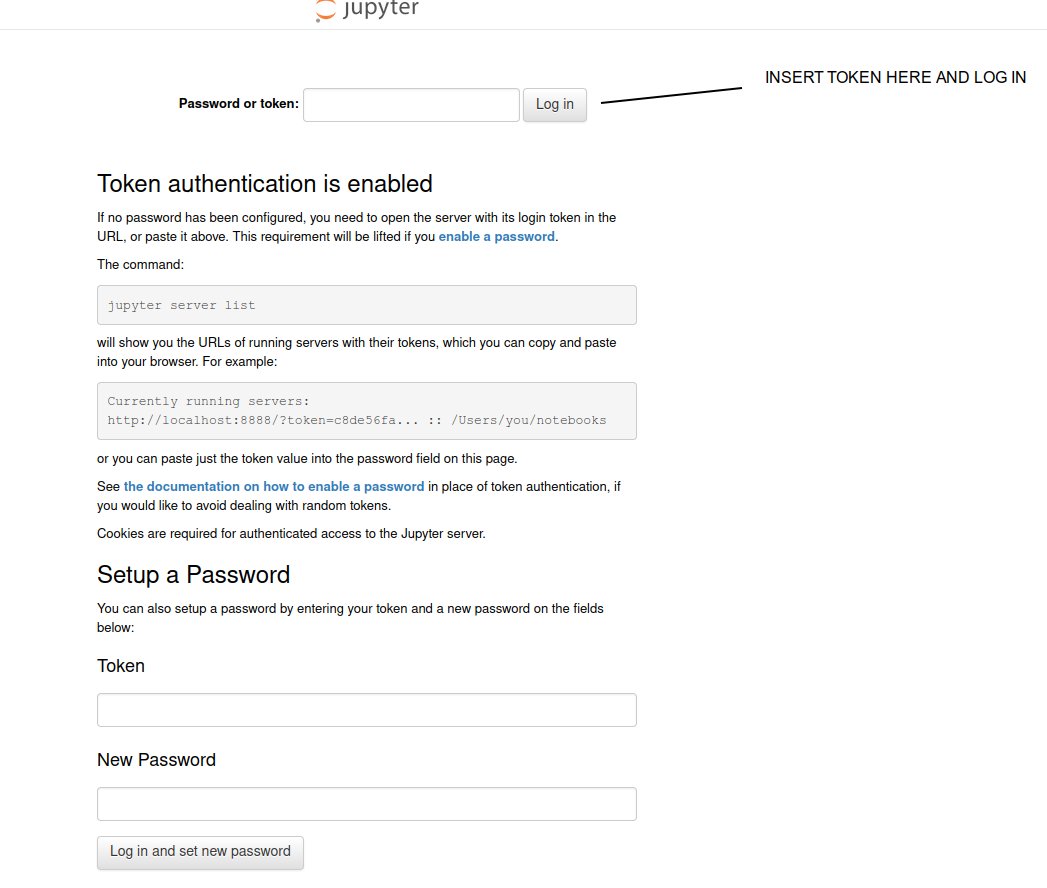 jupyter
INSERT TOKEN HERE AND LOG IN
Password or token: Log in
Token authentication is enabled
If no password has been configured, you need to open the server with its login token in the
URL, or paste it above. This requirement will be lifted if you enable a password.
The command:
jupyter server list
will show you the URLs of running servers with their tokens, which you can copy and paste
into your browser. For example:
Currently running servers:
http://localhost:8888/?token=c8de56fa... :: /Users/you/notebooks
or you can paste just the token value into the password field on this page.
See the documentation on how to enable a password in place of token authentication, if
you would like to avoid dealing with random tokens.
Cookies are required for authenticated access to the Jupyter server.
Setup a Password
You can also setup a password by entering your token and a new password on the fields
below:
Token
New Password
Log in and set new password